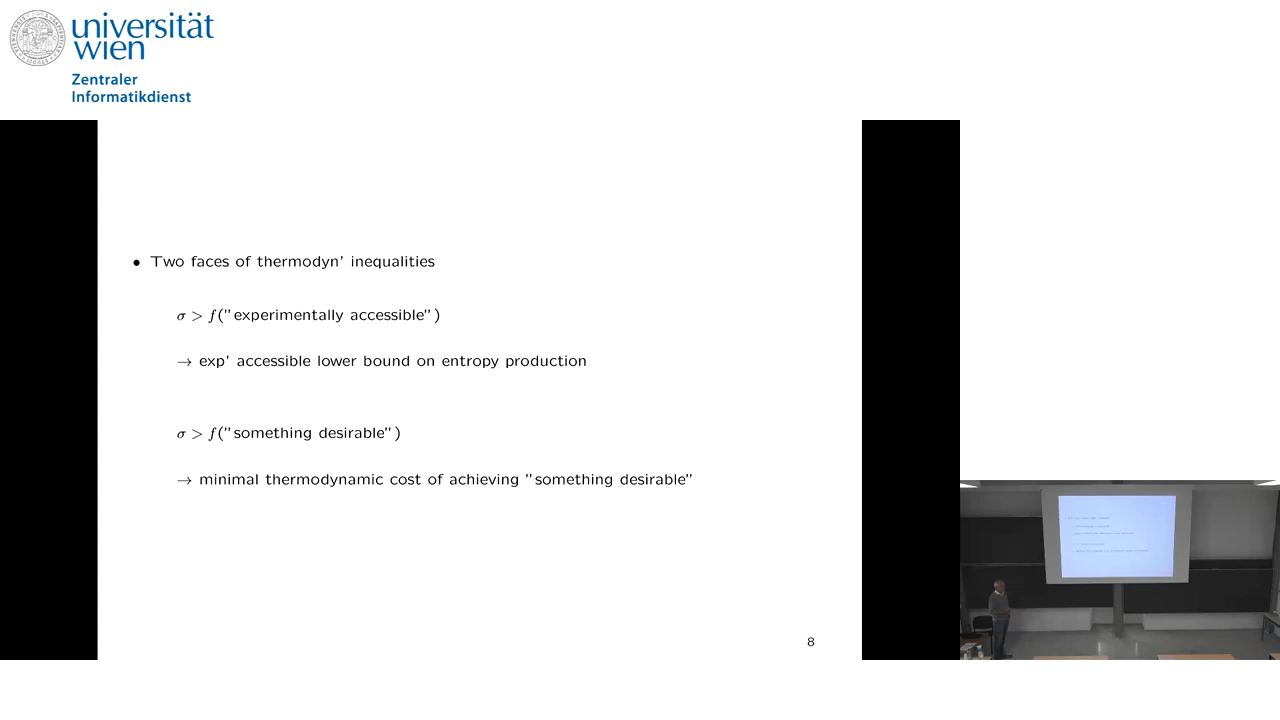 universität
wien
Zentraler
Informatikdienst
• Two faces of thermodyn' inequalities
σ > f("experimentally accessible")
→ exp' accessible lower bound on entropy production
σ > f("something desirable")
→ minimal thermodynamic cost of achieving "something desirable"
8